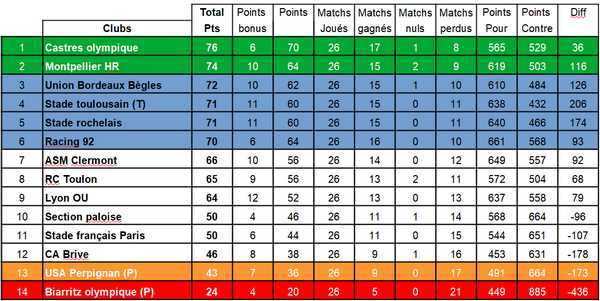 Total Points Points Matchs Matchs Matchs Matchs Points Points Diff
Clubs Pts bonus Joués gagnés nuls perdus Pour Contre
1 Castres olympique 76 6 70 26 17 1 8 565 529 36
2 Montpellier HR 74 10 64 26 15 2 9 619 503 116
3 Union Bordeaux Bègles 72 10 62 26 15 1 10 610 484 126
4 Stade toulousain (T) 71 11 60 26 15 0 11 638 432 206
5 Stade rochelais 71 11 60 26 15 0 11 640 466 174
6 Racing 92 70 6 64 26 16 0 10 661 568 93
7 ASM Clermont 66 10 56 26 14 0 12 649 557 92
8 RC Toulon 65 9 56 26 13 2 11 572 504 68
9 Lyon OU 64 12 52 26 13 0 13 637 558 79
10 Section paloise 50 4 46 26 11 1 14 568 664 -96
11 Stade français Paris 50 6 44 26 11 0 15 544 651 -107
12 CA Brive 46 8 38 26 9 1 16 453 631 -178
13 USA Perpignan (P) 43 7 36 26 9 0 17 491 664 -173
14 Biarritz olympique (P) 24 4 20 26 5 0 21 449 885 -436